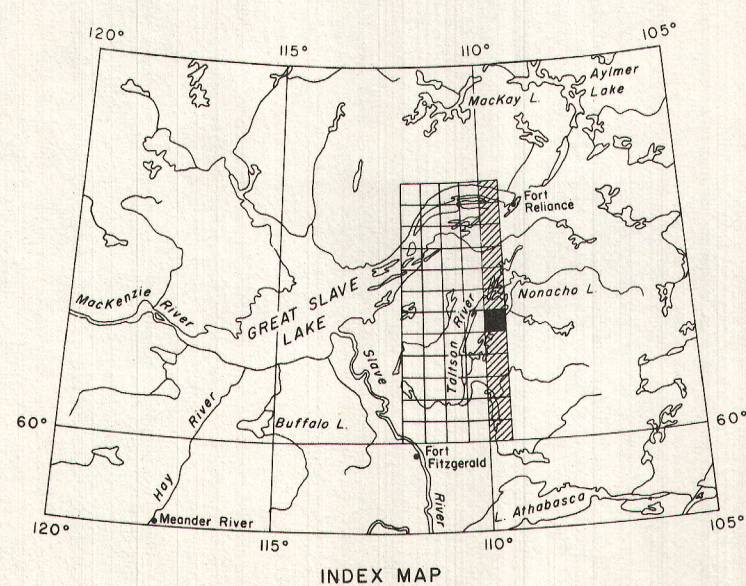 120°
115°
110°
105°
Aylmer
Lake
MacKay L.
Fort
Reliance
MacKenzie
River
GREAT SLAVE
LAKE
Nonacho L.
Taltson River
Slave
River
Hay
River
Buffalo L.
60°
60°
Fort
Fitzgerald
L. Athabasca
Meander River
120°
115°
110°
105°
INDEX MAP